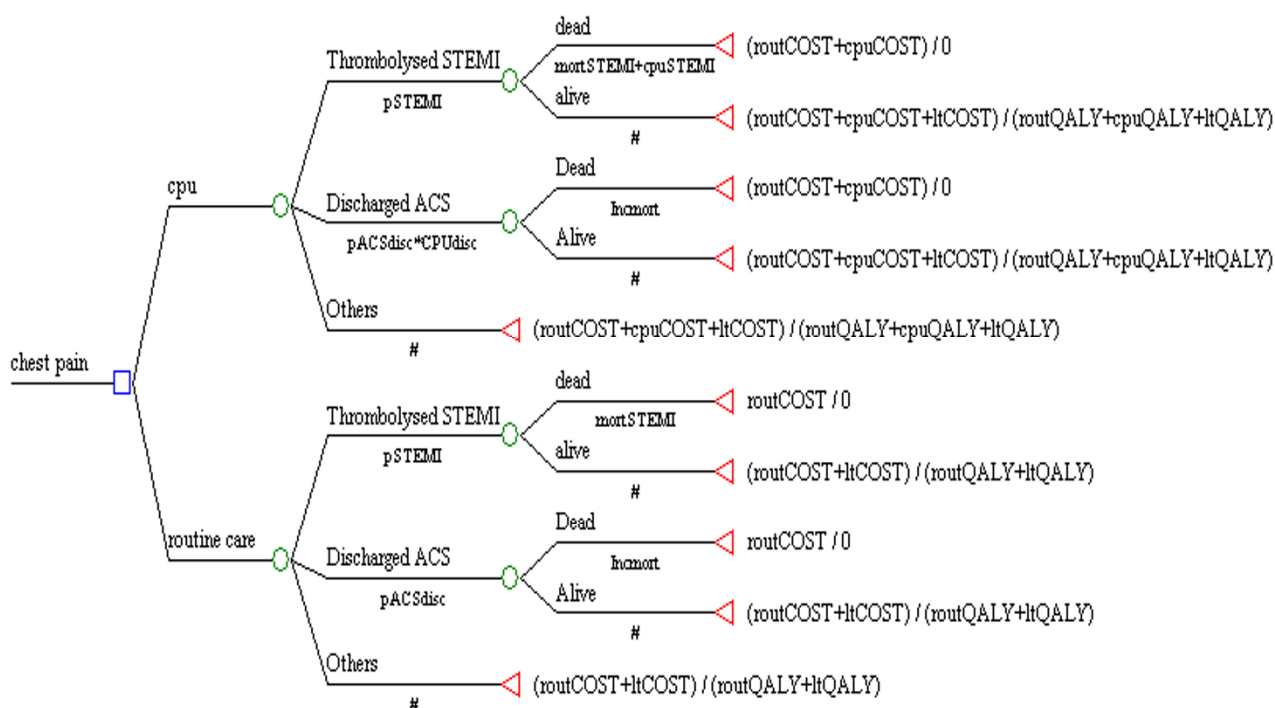 dead
(routCOST+cpuCOST) / 0
Thrombolysed STEMI
mortSTEMI+cpuSTEMI
pSTEMI
alive
(routCOST+cpuCOST+ltCOST) / (routQALY+cpuQALY+ltQALY)
#
cpu
Dead
(routCOST+cpuCOST) / 0
Discharged ACS
Incmort
pACSdisc*CPUdisc
Alive
(routCOST+cpuCOST+ltCOST) / (routQALY+cpuQALY+ltQALY)
#
Others
(routCOST+cpuCOST+ltCOST) / (routQALY+cpuQALY+ltQALY)
#
chest pain
dead
routCOST / 0
Thrombolysed STEMI
mortSTEMI
pSTEMI
alive
(routCOST+ltCOST) / (routQALY+ltQALY)
#
routine care
Dead
routCOST / 0
Discharged ACS
Incmort
pACSdisc
Alive
(routCOST+ltCOST) / (routQALY+ltQALY)
#
Others
(routCOST+ltCOST) / (routQALY+ltQALY)
#